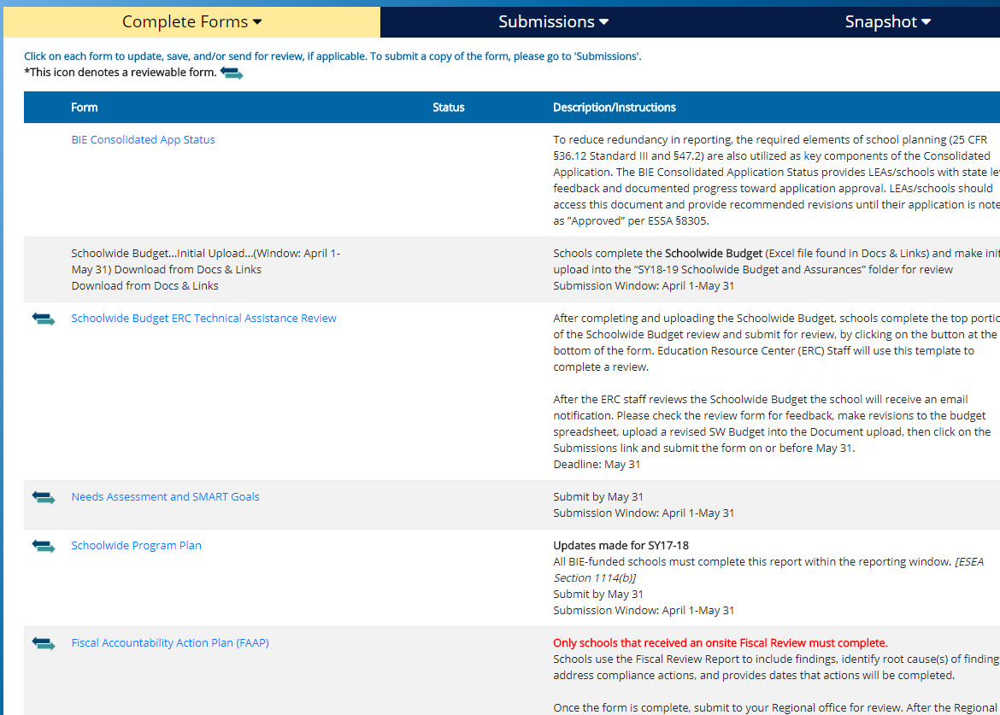 Complete Forms
Submissions
Snapshot
Click on each form to update, save, and/or send for review, if applicable. To submit a copy of the form, please go to 'Submissions'.
*This icon denotes a reviewable form.
Form Status Description/Instructions
BIE Consolidated App Status
To reduce redundancy in reporting, the required elements of school planning (25 CFR
§36.12 Standard III and §47.2) are also utilized as key components of the Consolidated
Application. The BIE Consolidated Application Status provides LEAs/schools with state le
feedback and documented progress toward application approval. LEAs/schools should
access this document and provide recommended revisions until their application is note
as "Approved" per ESSA §8305.
Schoolwide Budget...Initial Upload...(Window: April 1-
May 31) Download from Docs & Links
Download from Docs & Links
Schools complete the Schoolwide Budget (Excel file found in Docs & Links) and make init
upload into the "SY18-19 Schoolwide Budget and Assurances" folder for review
Submission Window: April 1-May 31
Schoolwide Budget ERC Technical Assistance Review
After completing and uploading the Schoolwide Budget, schools complete the top portio
of the Schoolwide Budget review and submit for review, by clicking on the button at the
bottom of the form. Education Resource Center (ERC) Staff will use this template to
complete a review.
After the ERC staff reviews the Schoolwide Budget the school will receive an email
notification. Please check the review form for feedback, make revisions to the budget
spreadsheet, upload a revised SW Budget into the Document upload, then click on the
Submissions link and submit the form on or before May 31.
Deadline: May 31
Needs Assessment and SMART Goals
Submit by May 31
Submission Window: April 1-May 31
Schoolwide Program Plan
Updates made for SY17-18
All BIE-funded schools must complete this report within the reporting window. [ESEA
Section 1114(b)]
Submit by May 31
Submission Window: April 1-May 31
Fiscal Accountability Action Plan (FAAP)
Only schools that received an onsite Fiscal Review must complete.
Schools use the Fiscal Review Report to include findings, identify root cause(s) of finding
address compliance actions, and provides dates that actions will be completed.
Once the form is complete, submit to your Regional office for review. After the Regional